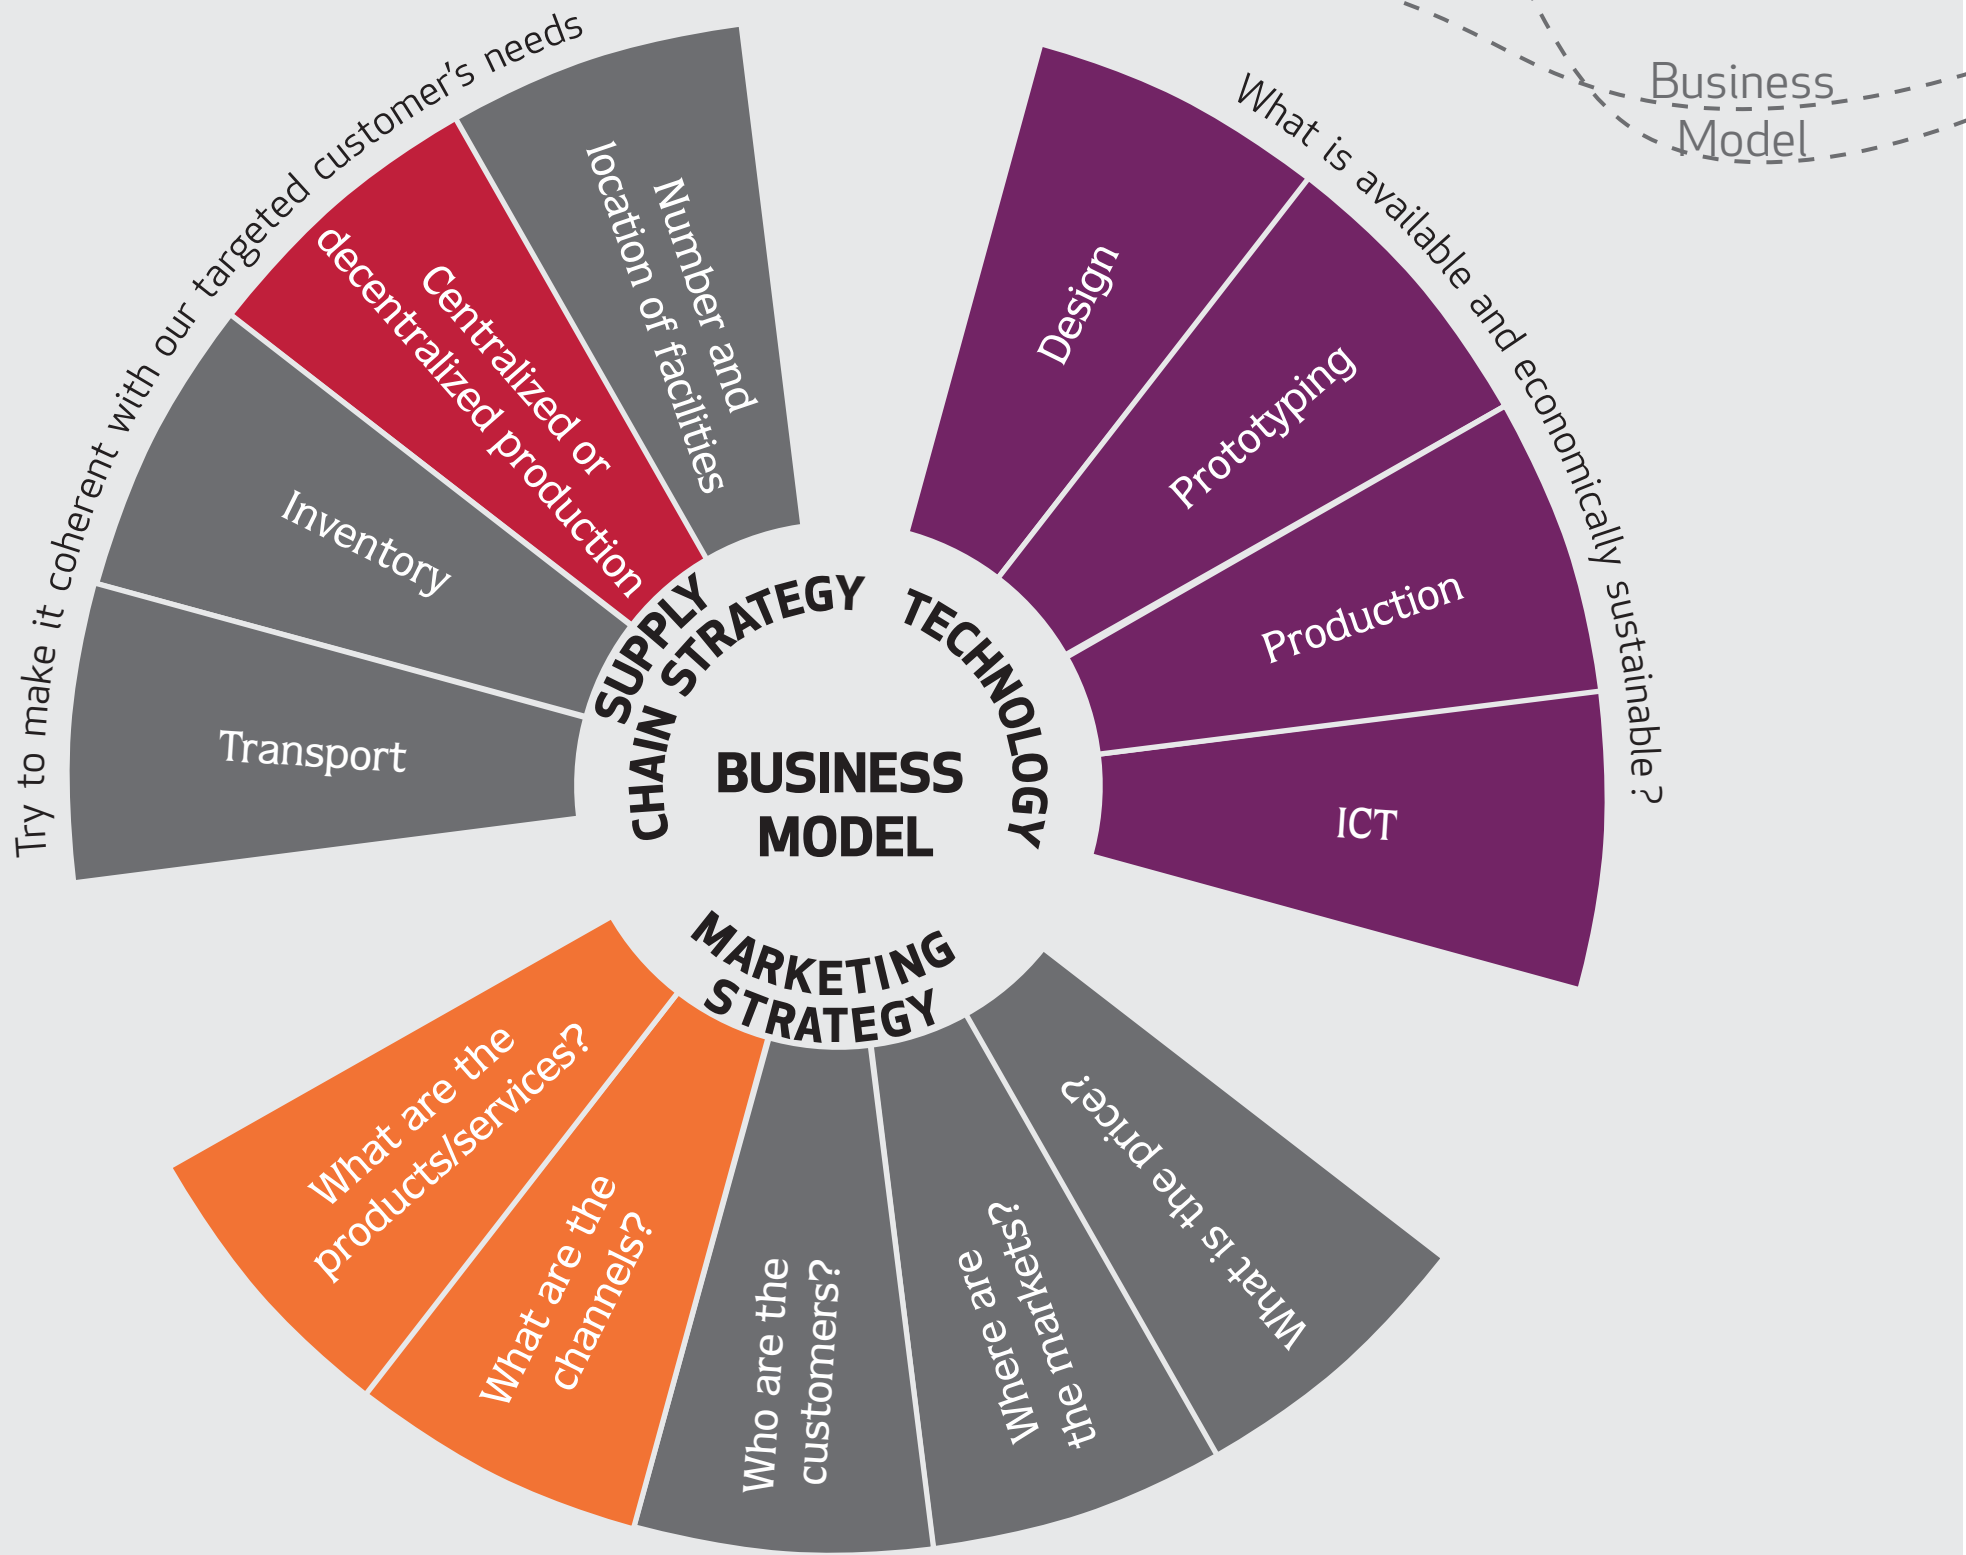 Business
Model
Try to make it coherent with our targeted customer's needs
Number and
location of facilities
Centralized or
decentralized production
Inventory
Transport
What is available and economically sustainable ?
Design
Prototyping
Production
ICT
SUPPLY
CHAIN STRATEGY
TECHNOLOGY
BUSINESS
MODEL
MARKETING
STRATEGY
What are the
products/services?
What are the
channels?
Who are the
customers?
Where are
the markets?
What is the price?